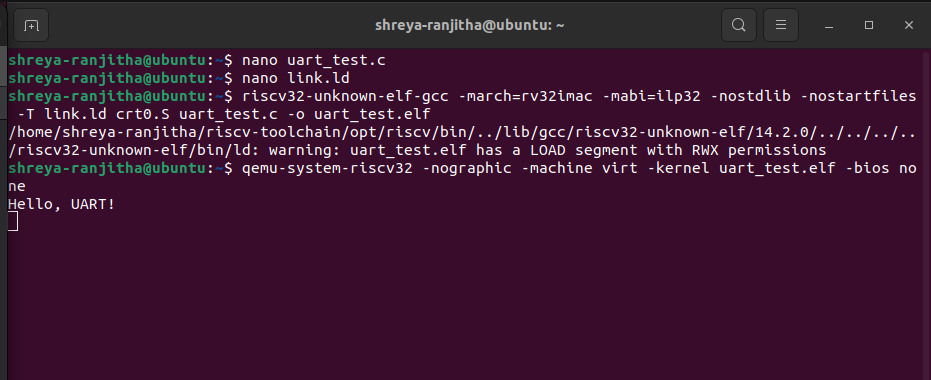 shreya-ranjitha@ubuntu: ~
shreya-ranjitha@ubuntu:~$ nano uart_test.c
shreya-ranjitha@ubuntu:~$ nano link.ld
shreya-ranjitha@ubuntu:~$ riscv32-unknown-elf-gcc -march=rv32imac -mabi=ilp32 -nostdlib -nostartfiles
 -T link.ld crt0.S uart_test.c -o uart_test.elf
/home/shreya-ranjitha/riscv-toolchain/opt/riscv/bin/../lib/gcc/riscv32-unknown-elf/14.2.0/../../../..
/riscv32-unknown-elf/bin/ld: warning: uart_test.elf has a LOAD segment with RWX permissions
shreya-ranjitha@ubuntu:~$ qemu-system-riscv32 -nographic -machine virt -kernel uart_test.elf -bios no
ne
Hello, UART!